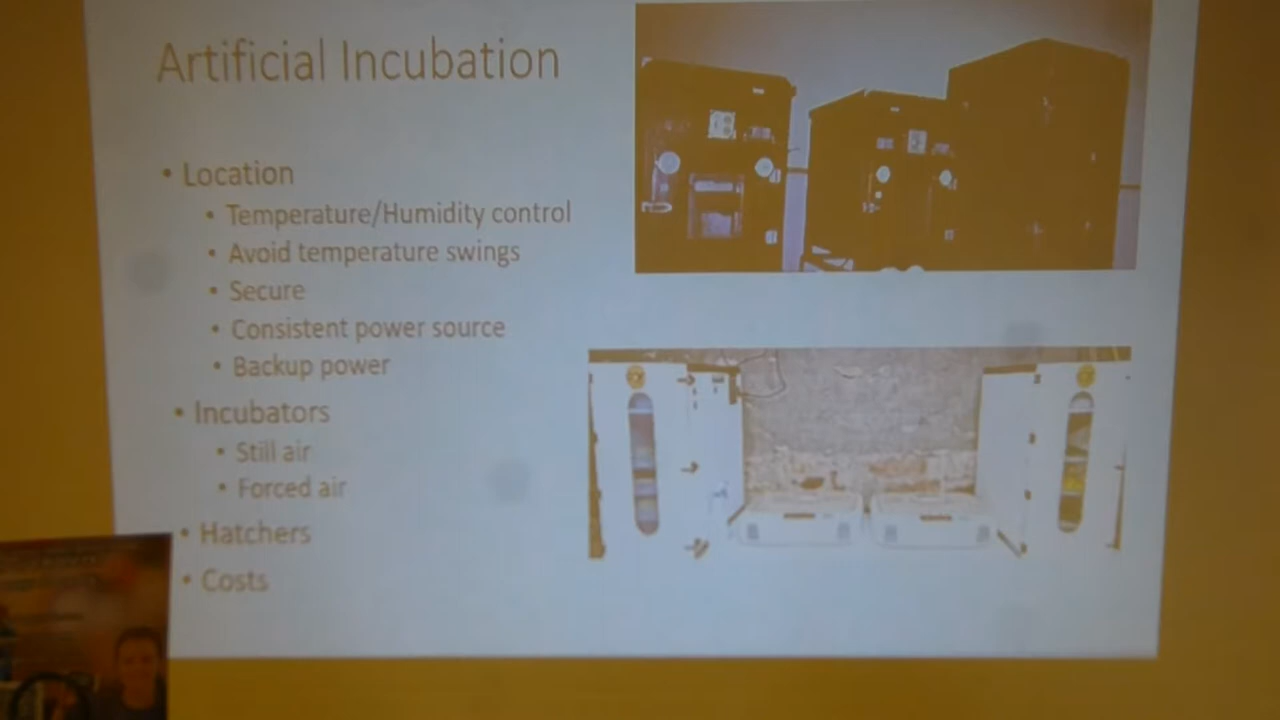 Artificial Incubation
• Location
• Temperature/Humidity control
• Avoid temperature swings
• Secure
• Consistent power source
• Backup power
• Incubators
• Still air
• Forced air
• Hatchers
• Costs